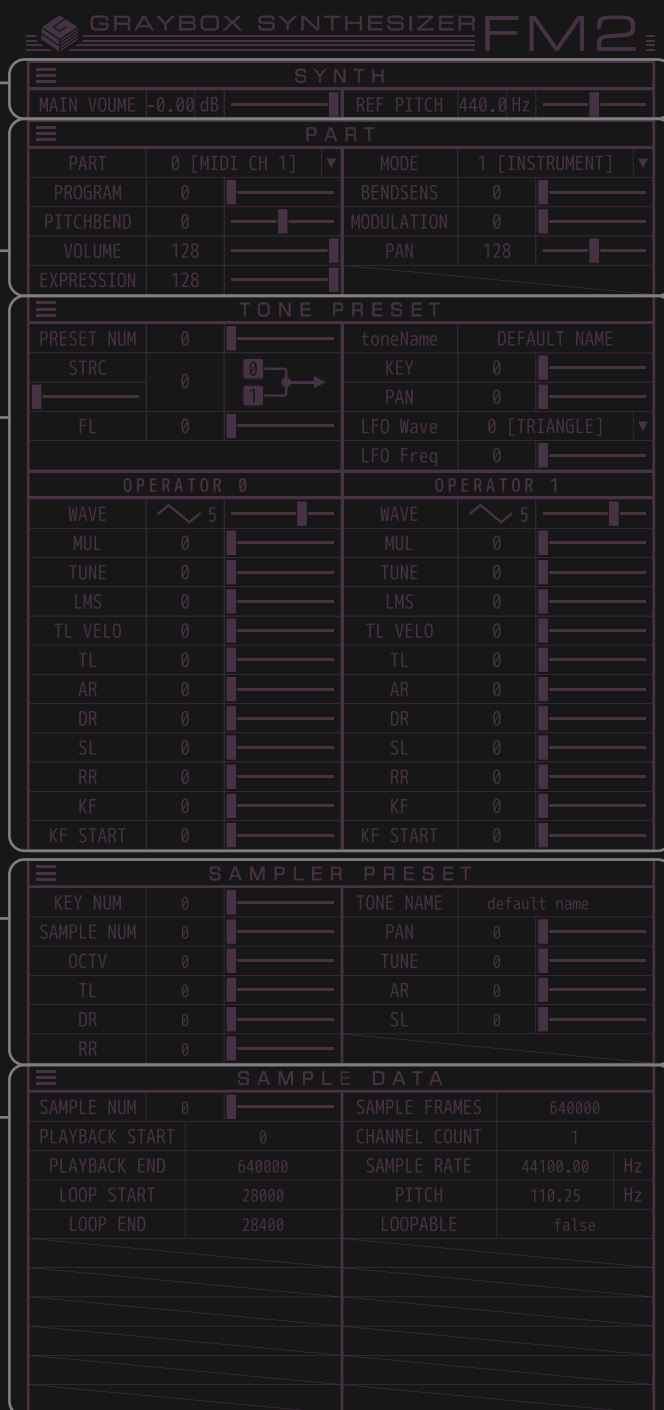 GRAYBOX SYNTHESIZER FM2
SYNTH
MAIN VOUME -0.00 dB REF PITCH 440.0 Hz
PART
PART 0 [MIDI CH 1] ▼ MODE 1 [INSTRUMENT] ▼
PROGRAM 0 BENDSENS 0
PITCHBEND 0 MODULATION 0
VOLUME 128 PAN 128
EXPRESSION 128
TONE PRESET
PRESET NUM 0 toneName DEFAULT NAME
STRC 0 0 1 KEY 0
PAN 0
FL 0 LFO Wave 0 [TRIANGLE] ▼
LFO Freq 0
OPERATOR 0 OPERATOR 1
WAVE 5 WAVE 5
MUL 0 MUL 0
TUNE 0 TUNE 0
LMS 0 LMS 0
TL VELO 0 TL VELO 0
TL 0 TL 0
AR 0 AR 0
DR 0 DR 0
SL 0 SL 0
RR 0 RR 0
KF 0 KF 0
KF START 0 KF START 0
SAMPLER PRESET
KEY NUM 0 TONE NAME default name
SAMPLE NUM 0 PAN 0
OCTV 0 TUNE 0
TL 0 AR 0
DR 0 SL 0
RR 0
SAMPLE DATA
SAMPLE NUM 0 SAMPLE FRAMES 640000
PLAYBACK START 0 CHANNEL COUNT 1
PLAYBACK END 640000 SAMPLE RATE 44100.00 Hz
LOOP START 28000 PITCH 110.25 Hz
LOOP END 28400 LOOPABLE false